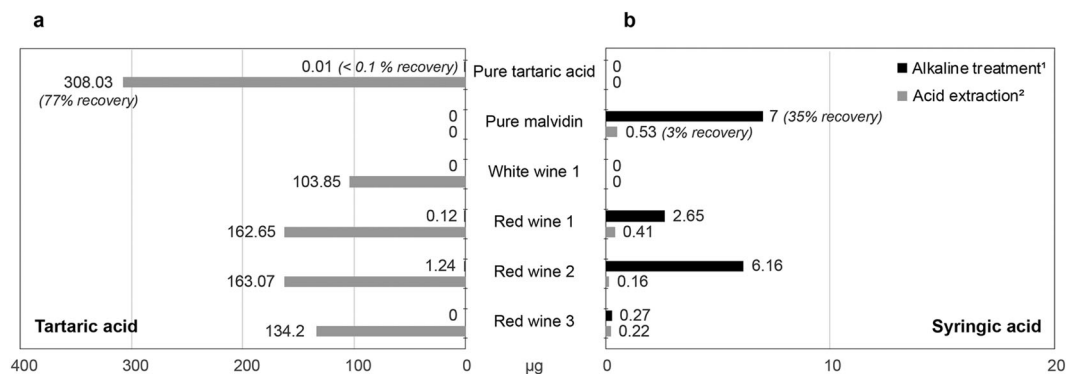 a
b
0.01 (< 0.1 % recovery)
Pure tartaric acid
0
Alkaline treatment¹
308.03
0
(77% recovery)
Acid extraction²
0
Pure malvidin
7 (35% recovery)
0
0.53 (3% recovery)
0
White wine 1
0
103.85
0
0.12
Red wine 1
2.65
162.65
0.41
1.24
Red wine 2
6.16
163.07
0.16
0
Red wine 3
0.27
Tartaric acid
134.2
0.22
Syringic acid
400
300
200
100
0
µg
0
10
20